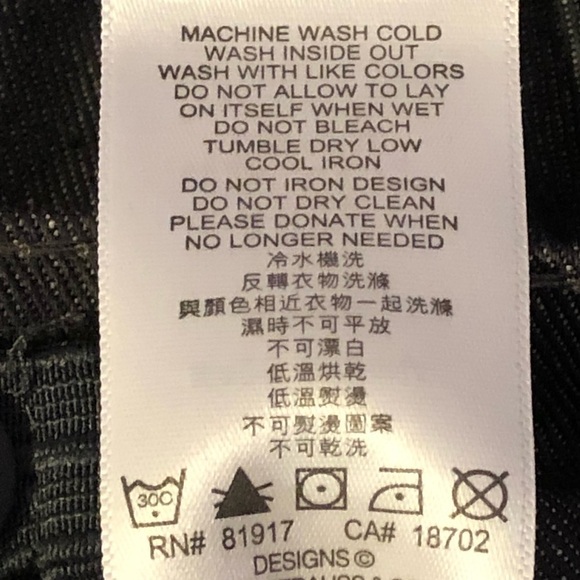 MACHINE WASH COLD
WASH INSIDE OUT
WASH WITH LIKE COLORS
DO NOT ALLOW TO LAY
ON ITSELF WHEN WET
DO NOT BLEACH
TUMBLE DRY LOW
COOL IRON
DO NOT IRON DESIGN
DO NOT DRY CLEAN
PLEASE DONATE WHEN
NO LONGER NEEDED
冷水機洗
反轉衣物洗滌
與顏色相近衣物一起洗滌
濕時不可平放
不可漂白
低溫烘乾
低溫熨燙
不可熨燙圖案
不可乾洗
30C
RN# 81917 CA# 18702
DESIGNS ©